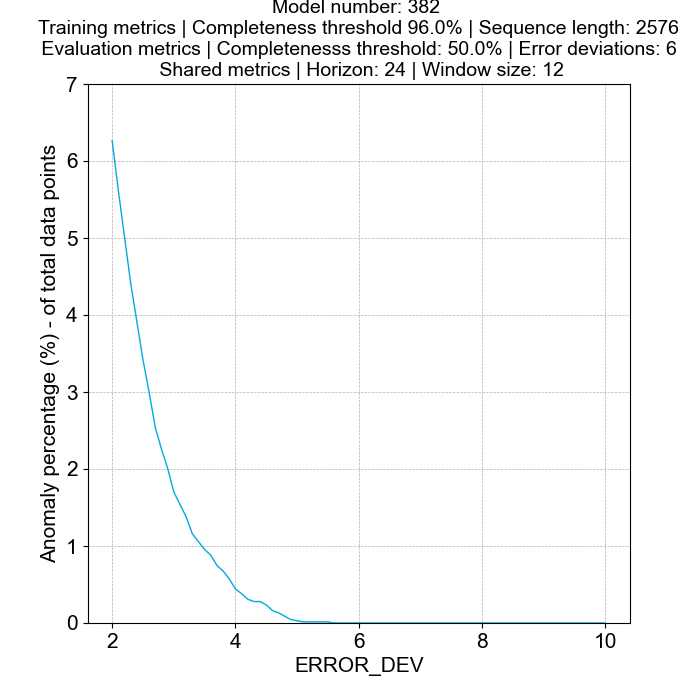 Model number: 382
Training metrics | Completeness threshold 96.0% | Sequence length: 2576
Evaluation metrics | Completenesss threshold: 50.0% | Error deviations: 6
Shared metrics | Horizon: 24 | Window size: 12
Anomaly percentage (%) - of total data points
7
6
5
4
3
2
1
0
2 4 6 8 10
ERROR_DEV